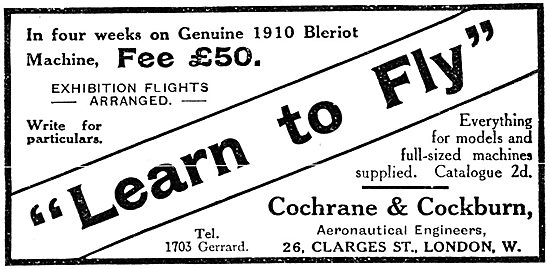 In four weeks on Genuine 1910 Bleriot
Machine, Fee £50.
EXHIBITION FLIGHTS
— ARRANGED. —
Write for
particulars.
"Learn to Fly"
Everything
for models and
full-sized machines
supplied. Catalogue 2d.
Cochrane & Cockburn,
Aeronautical Engineers,
26, CLARGES ST., LONDON, W.
Tel.
1703 Gerrard.